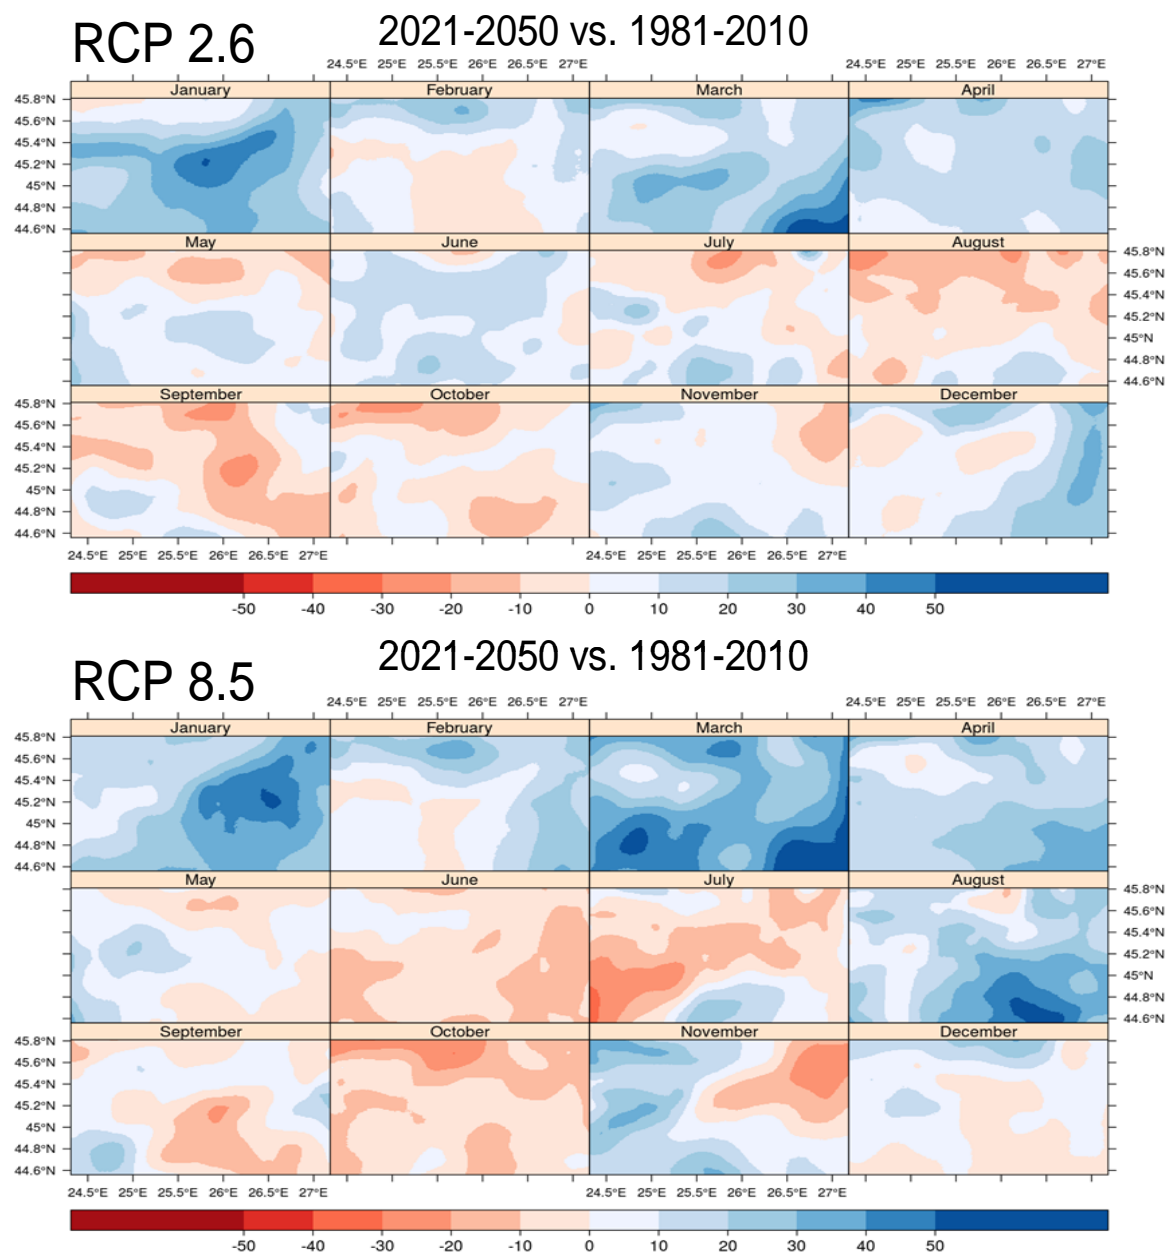 RCP 2.6
2021-2050 vs. 1981-2010
24.5°E 25°E 25.5°E 26°E 26.5°E 27°E
24.5°E 25°E 25.5°E 26°E 26.5°E 27°E
January February March April
45.8°N
45.6°N
45.4°N
45.2°N
45°N
44.8°N
44.6°N
May June July August
45.8°N
45.6°N
45.4°N
45.2°N
45°N
44.8°N
44.6°N
September October November December
45.8°N
45.6°N
45.4°N
45.2°N
45°N
44.8°N
44.6°N
24.5°E 25°E 25.5°E 26°E 26.5°E 27°E
24.5°E 25°E 25.5°E 26°E 26.5°E 27°E
-50 -40 -30 -20 -10 0 10 20 30 40 50
RCP 8.5
2021-2050 vs. 1981-2010
24.5°E 25°E 25.5°E 26°E 26.5°E 27°E
24.5°E 25°E 25.5°E 26°E 26.5°E 27°E
January February March April
45.8°N
45.6°N
45.4°N
45.2°N
45°N
44.8°N
44.6°N
May June July August
45.8°N
45.6°N
45.4°N
45.2°N
45°N
44.8°N
44.6°N
September October November December
45.8°N
45.6°N
45.4°N
45.2°N
45°N
44.8°N
44.6°N
24.5°E 25°E 25.5°E 26°E 26.5°E 27°E
24.5°E 25°E 25.5°E 26°E 26.5°E 27°E
-50 -40 -30 -20 -10 0 10 20 30 40 50